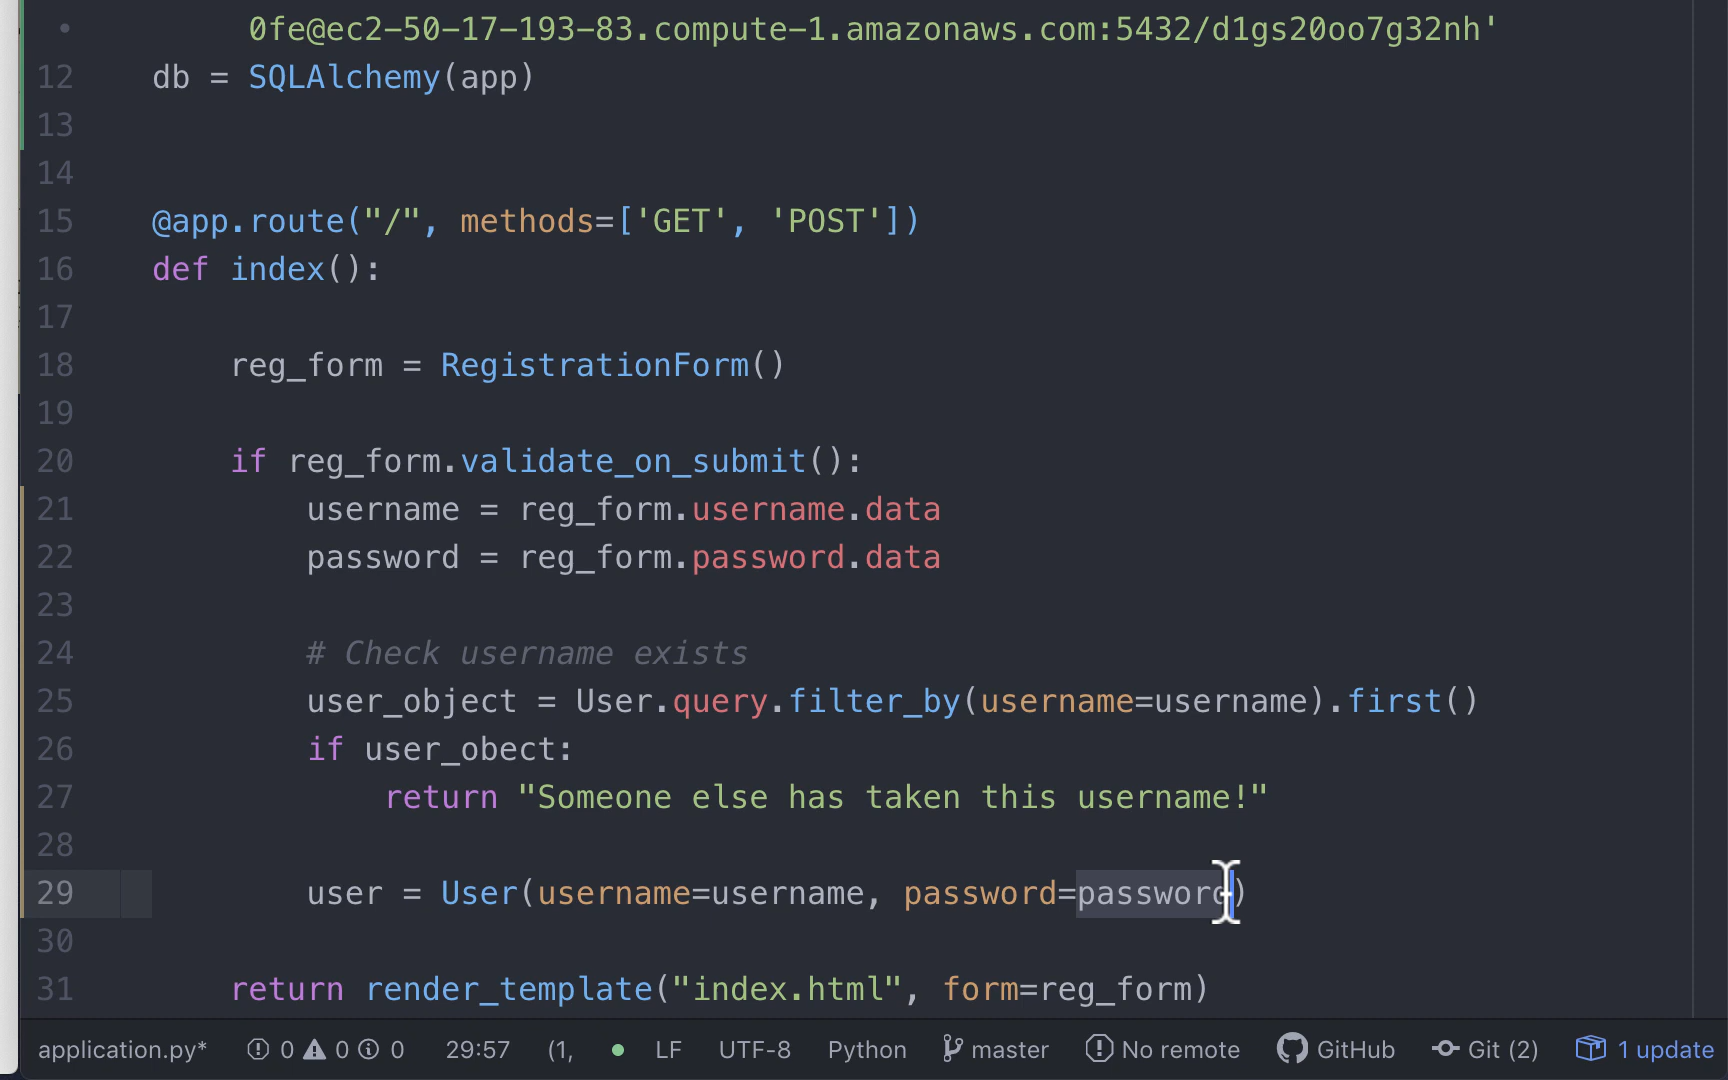 0fe@ec2-50-17-193-83.compute-1.amazonaws.com:5432/d1gs20oo7g32nh'
12 db = SQLAlchemy(app)
13
14
15 @app.route("/", methods=['GET', 'POST'])
16 def index():
17
18 reg_form = RegistrationForm()
19
20 if reg_form.validate_on_submit():
21 username = reg_form.username.data
22 password = reg_form.password.data
23
24 # Check username exists
25 user_object = User.query.filter_by(username=username).first()
26 if user_obect:
27 return "Someone else has taken this username!"
28
29 user = User(username=username, password=password)
30
31 return render_template("index.html", form=reg_form)
application.py* 0 0 0 29:57 (1, LF UTF-8 Python master No remote GitHub Git (2) 1 update